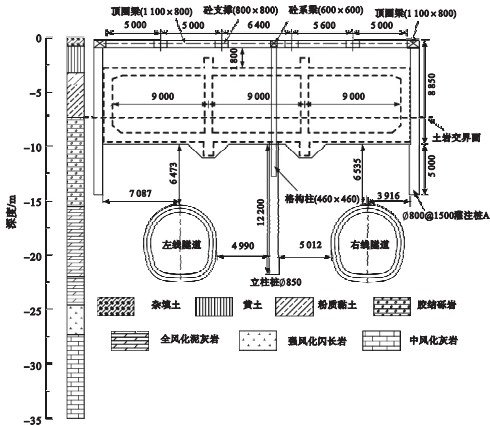 顶圈梁(1 100×800) 砼支撑(800×800) 砼系梁(600×600) 顶圈梁(1 100×800)
5 000 5 000 6 400 5 600 5 000
1 800
8 850
9 000 9 000 9 000
土岩交界面
6 473
6 535
5 000
12 200
格构柱(460×460)
7 087
3 916
Ø800@1500灌注桩A
左线隧道
右线隧道
4 990
5 012
立柱桩Ø850
深度/m
0
-5
-10
-15
-20
-25
-30
-35
杂填土 黄土 粉质黏土 胶结砾岩
全风化泥灰岩 强风化闪长岩 中风化灰岩